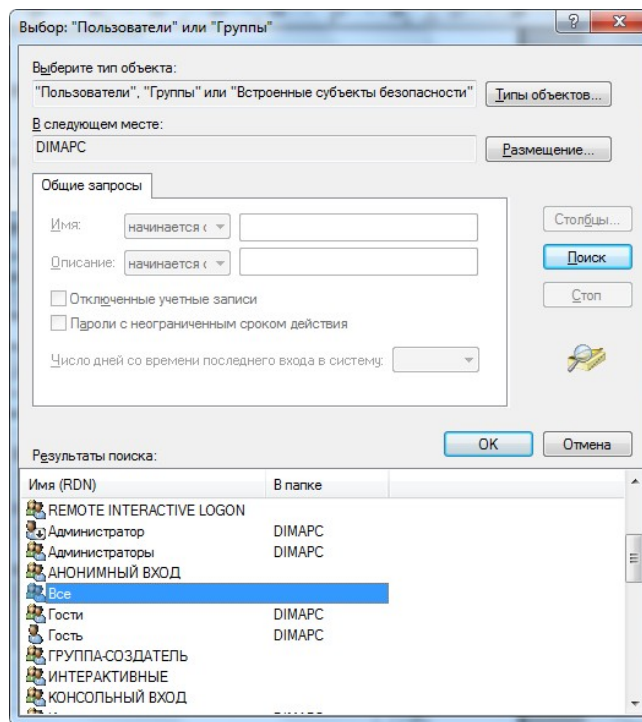 Выбор: "Пользователи" или "Группы"
Выберите тип объекта:
"Пользователи", "Группы" или "Встроенные субъекты безопасности"
Типы объектов...
В следующем месте:
DIMAPC
Размещение...
Общие запросы
Имя:
начинается с
Столбцы...
Описание:
начинается с
Поиск
Отключенные учетные записи
Стоп
Пароли с неограниченным сроком действия
Число дней со времени последнего входа в систему:
OK
Отмена
Результаты поиска:
Имя (RDN) В папке
REMOTE INTERACTIVE LOGON
Администратор DIMAPC
Администраторы DIMAPC
АНОНИМНЫЙ ВХОД
Все
Гости DIMAPC
Гость DIMAPC
ГРУППА-СОЗДАТЕЛЬ
ИНТЕРАКТИВНЫЕ
КОНСОЛЬНЫЙ ВХОД